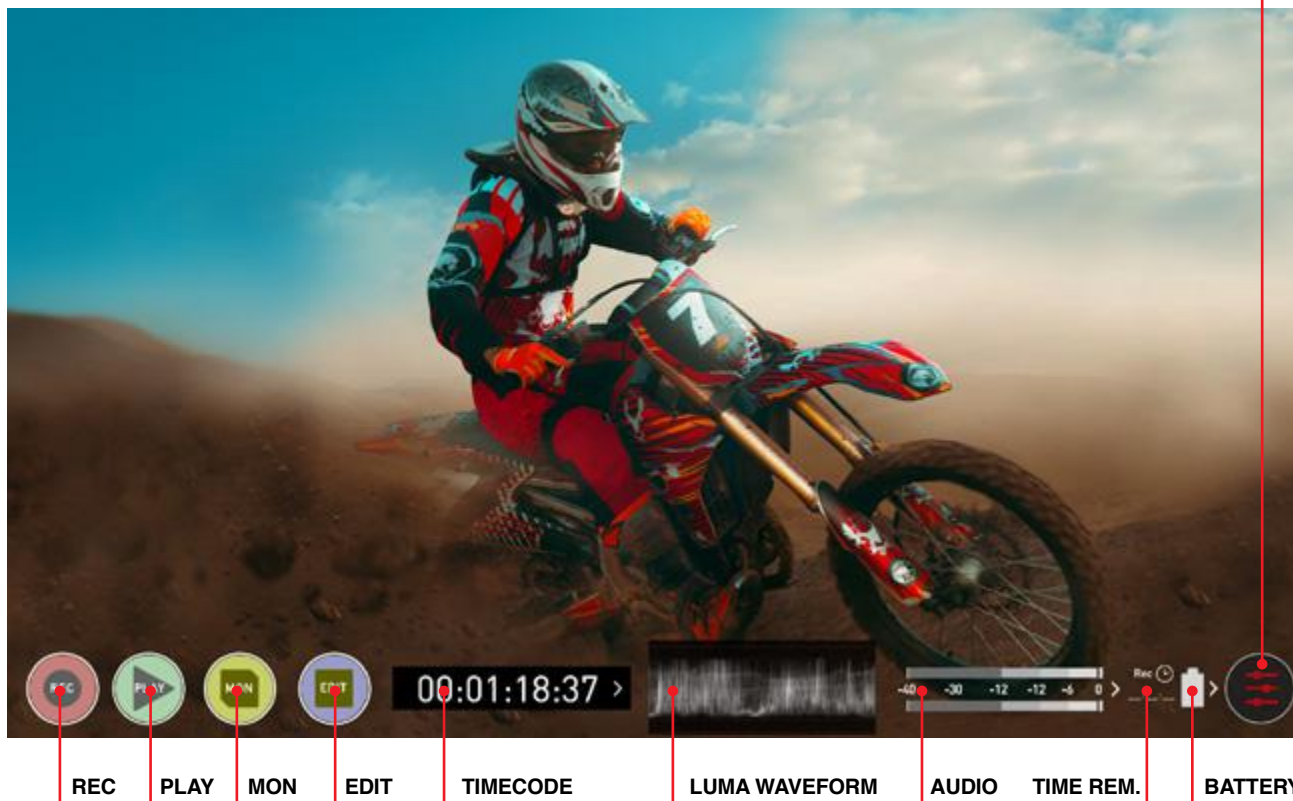 7
REC
PLAY
MON
EDIT
00:01:18:37 >
-40 -30 -12 -12 -6 0 >
Rec
>
REC PLAY MON EDIT TIMECODE LUMA WAVEFORM AUDIO TIME REM. BATTERY